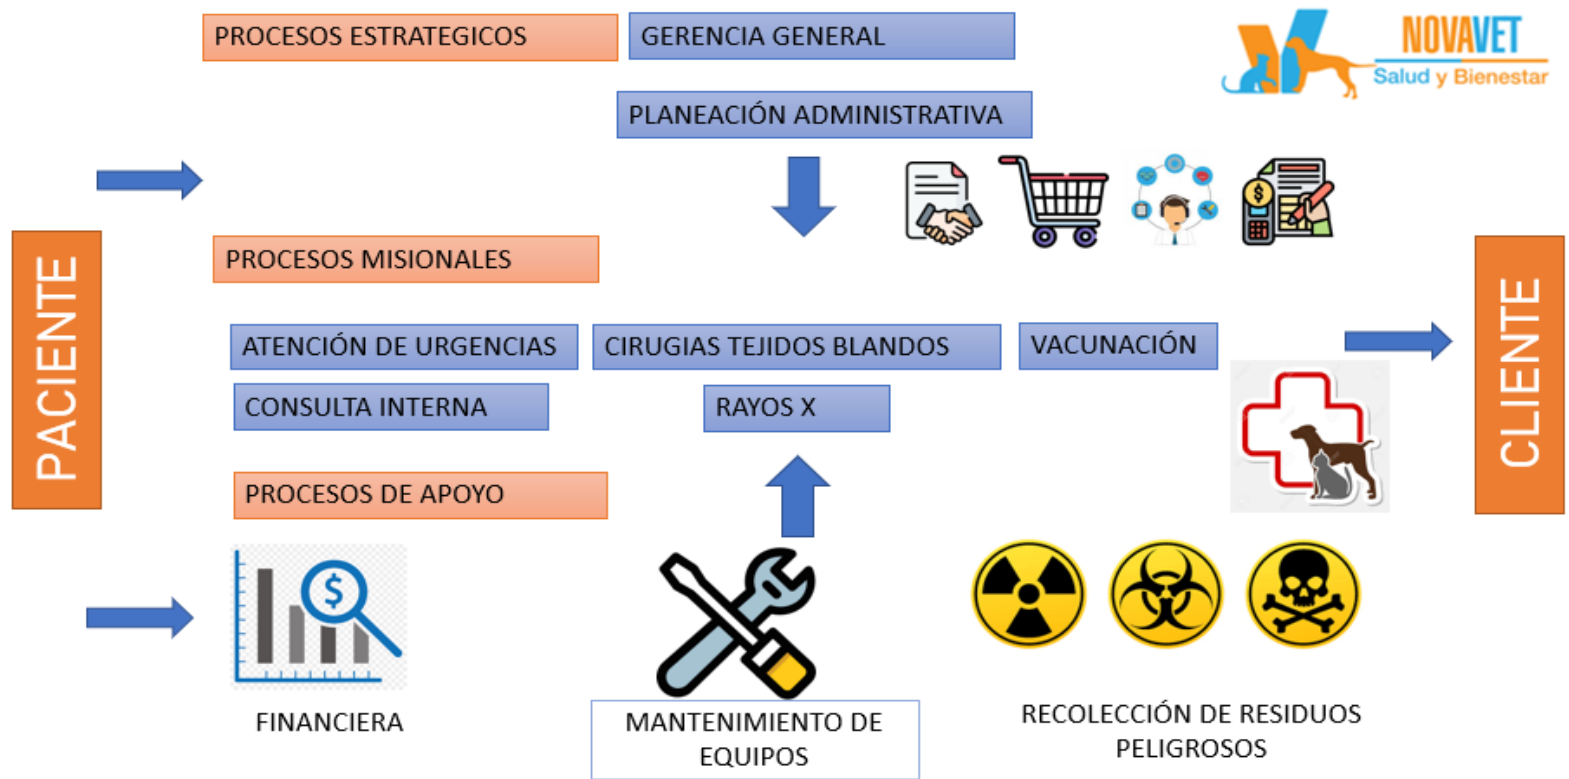 PROCESOS ESTRATEGICOS
GERENCIA GENERAL
NOVAVET
Salud y Bienestar
PLANEACIÓN ADMINISTRATIVA
$
PROCESOS MISIONALES
PACIENTE
CLIENTE
ATENCIÓN DE URGENCIAS
CIRUGIAS TEJIDOS BLANDOS
VACUNACIÓN
CONSULTA INTERNA
RAYOS X
PROCESOS DE APOYO
$
FINANCIERA
MANTENIMIENTO DE
EQUIPOS
RECOLECCIÓN DE RESIDUOS
PELIGROSOS